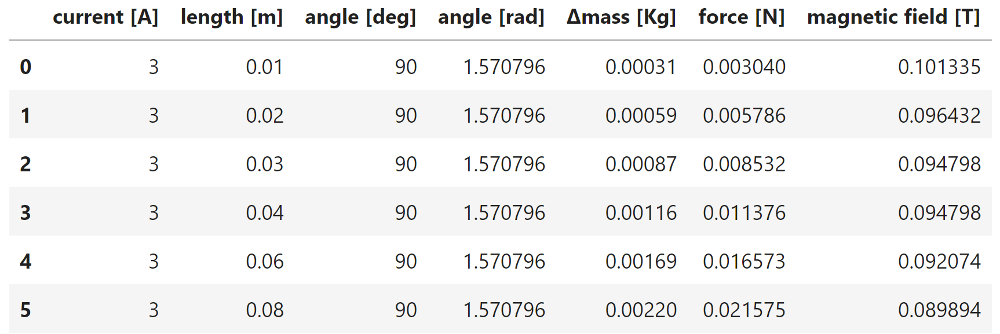 current [A] length [m] angle [deg] angle [rad] Δmass [Kg] force [N] magnetic field [T]
0 3 0.01 90 1.570796 0.00031 0.003040 0.101335
1 3 0.02 90 1.570796 0.00059 0.005786 0.096432
2 3 0.03 90 1.570796 0.00087 0.008532 0.094798
3 3 0.04 90 1.570796 0.00116 0.011376 0.094798
4 3 0.06 90 1.570796 0.00169 0.016573 0.092074
5 3 0.08 90 1.570796 0.00220 0.021575 0.089894